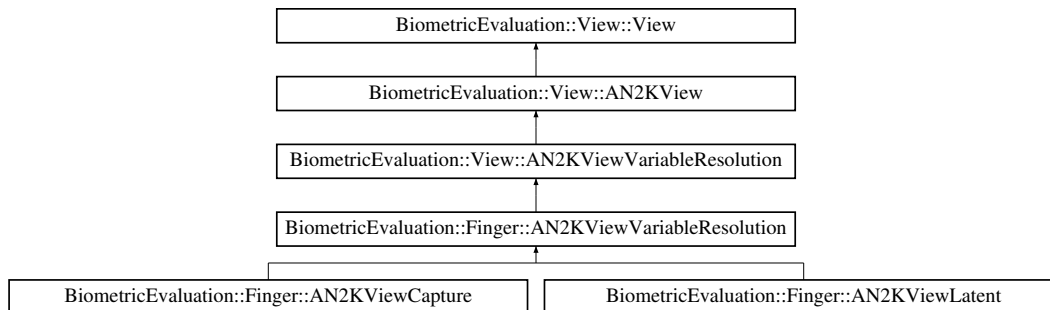 BiometricEvaluation::View::View
BiometricEvaluation::View::AN2KView
BiometricEvaluation::View::AN2KViewVariableResolution
BiometricEvaluation::Finger::AN2KViewVariableResolution
BiometricEvaluation::Finger::AN2KViewCapture
BiometricEvaluation::Finger::AN2KViewLatent